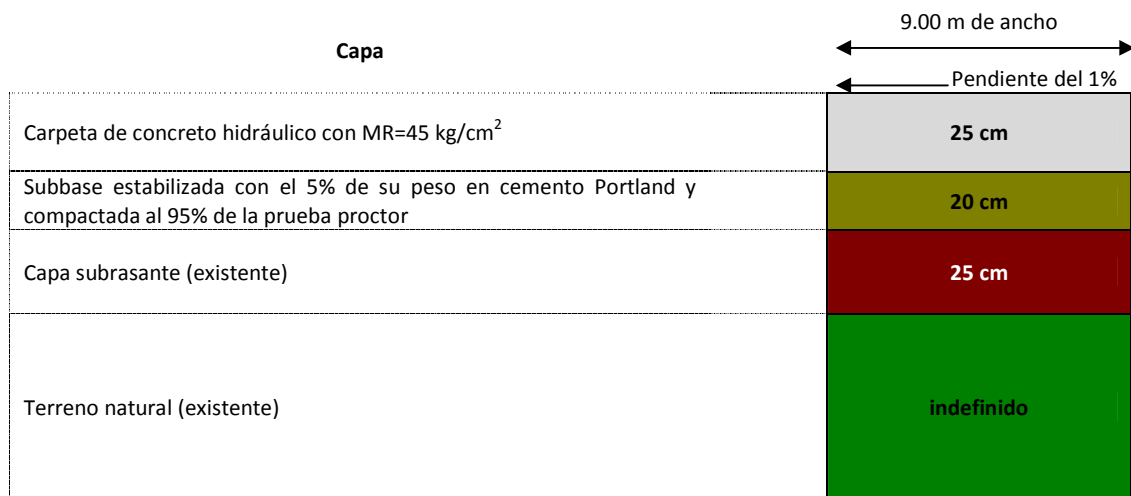 9.00 m de ancho
Capa
Pendiente del 1%
Carpeta de concreto hidráulico con MR=45 kg/cm²
25 cm
Subbase estabilizada con el 5% de su peso en cemento Portland y
compactada al 95% de la prueba proctor
20 cm
Capa subrasante (existente)
25 cm
Terreno natural (existente)
indefinido